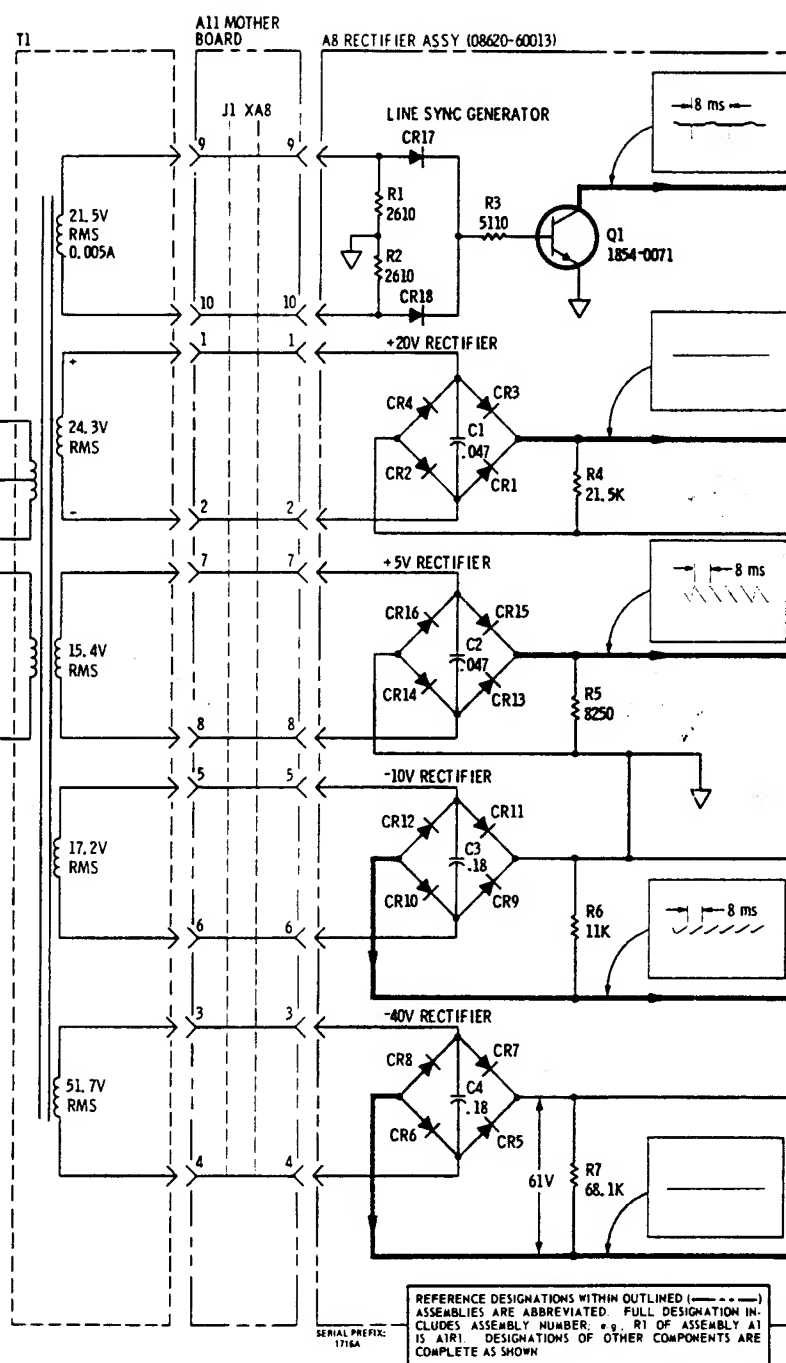 T1
A11 MOTHER
BOARD
A8 RECTIFIER ASSY (08620-60013)
J1 XA8
LINE SYNC GENERATOR
8 ms
9
9
CR17
R1
2610
R3
5110
21.5V
RMS
0.005A
Q1
1854-0071
R2
2610
10
10
CR18
1
1
+20V RECTIFIER
+
CR4
CR3
24.3V
RMS
C1
.047
CR2
CR1
R4
21.5K
-
2
2
7
7
+5V RECTIFIER
8 ms
CR16
CR15
15.4V
RMS
C2
.047
CR14
CR13
R5
8250
8
8
5
5
-10V RECTIFIER
CR12
CR11
17.2V
RMS
C3
.18
CR10
CR9
R6
11K
8 ms
6
6
3
3
-40V RECTIFIER
CR8
CR7
51.7V
RMS
C4
.18
CR6
CR5
4
4
61V
R7
68.1K
REFERENCE DESIGNATIONS WITHIN OUTLINED (—--—)
ASSEMBLIES ARE ABBREVIATED. FULL DESIGNATION IN-
CLUDES ASSEMBLY NUMBER; e.g., R1 OF ASSEMBLY A1
IS A1R1. DESIGNATIONS OF OTHER COMPONENTS ARE
COMPLETE AS SHOWN
SERIAL PREFIX:
1716A